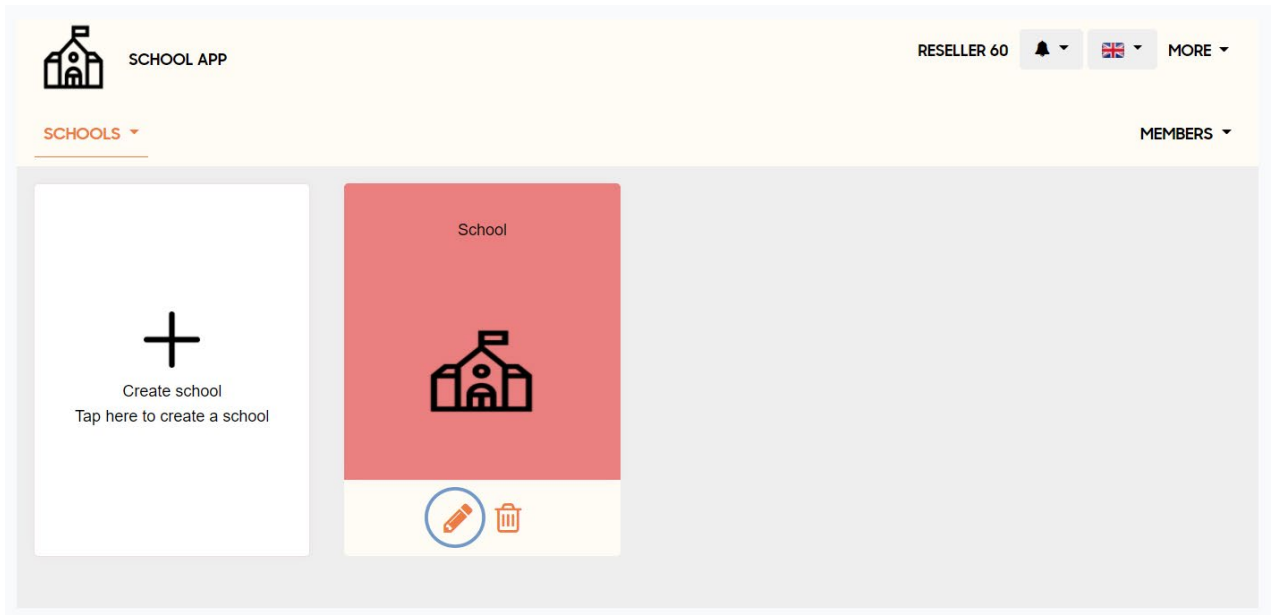 SCHOOL APP
RESELLER 60
MORE
SCHOOLS
MEMBERS
School
Create school
Tap here to create a school